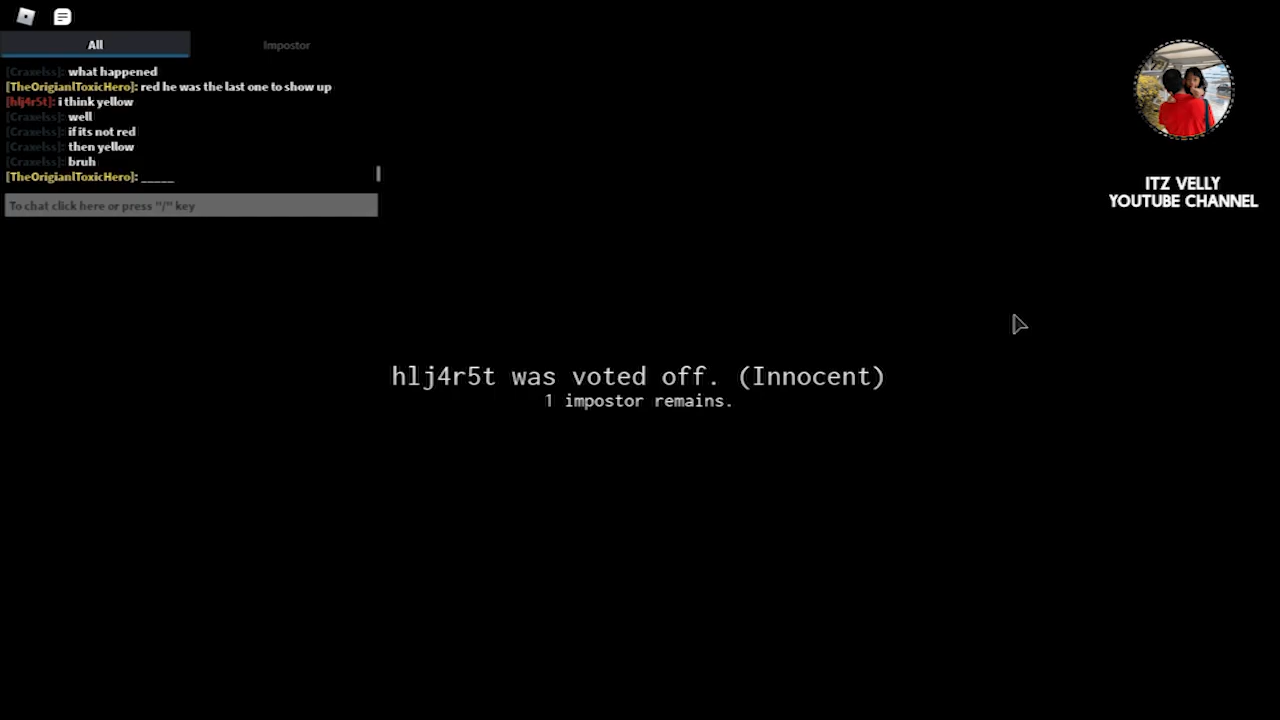 All
Impostor
[Craxelss]: what happened
[TheOrigianlToxicHero]: red he was the last one to show up
[hlj4r5t]: i think yellow
[Craxelss]: well
[Craxelss]: if its not red
[Craxelss]: then yellow
[Craxelss]: bruh
[TheOrigianlToxicHero]: _____
To chat click here or press "/" key
ITZ VELLY
YOUTUBE CHANNEL
hlj4r5t was voted off. (Innocent)
1 impostor remains.